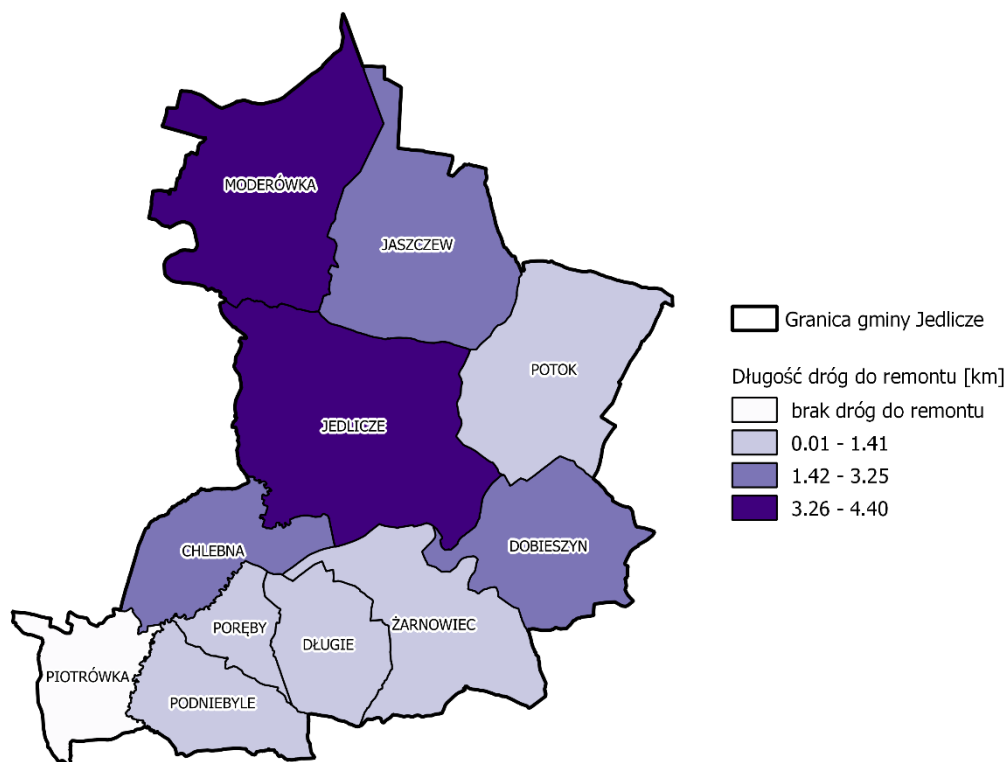 MODERÓWKA
JASZCZEW
POTOK
JEDLICZE
CHLEBNA
DOBIESZYN
PORĘBY
DŁUGIE
ŻARNOWIEC
PIOTRÓWKA
PODNIEBYLE
Granica gminy Jedlicze
Długość dróg do remontu [km]
brak dróg do remontu
0.01 - 1.41
1.42 - 3.25
3.26 - 4.40